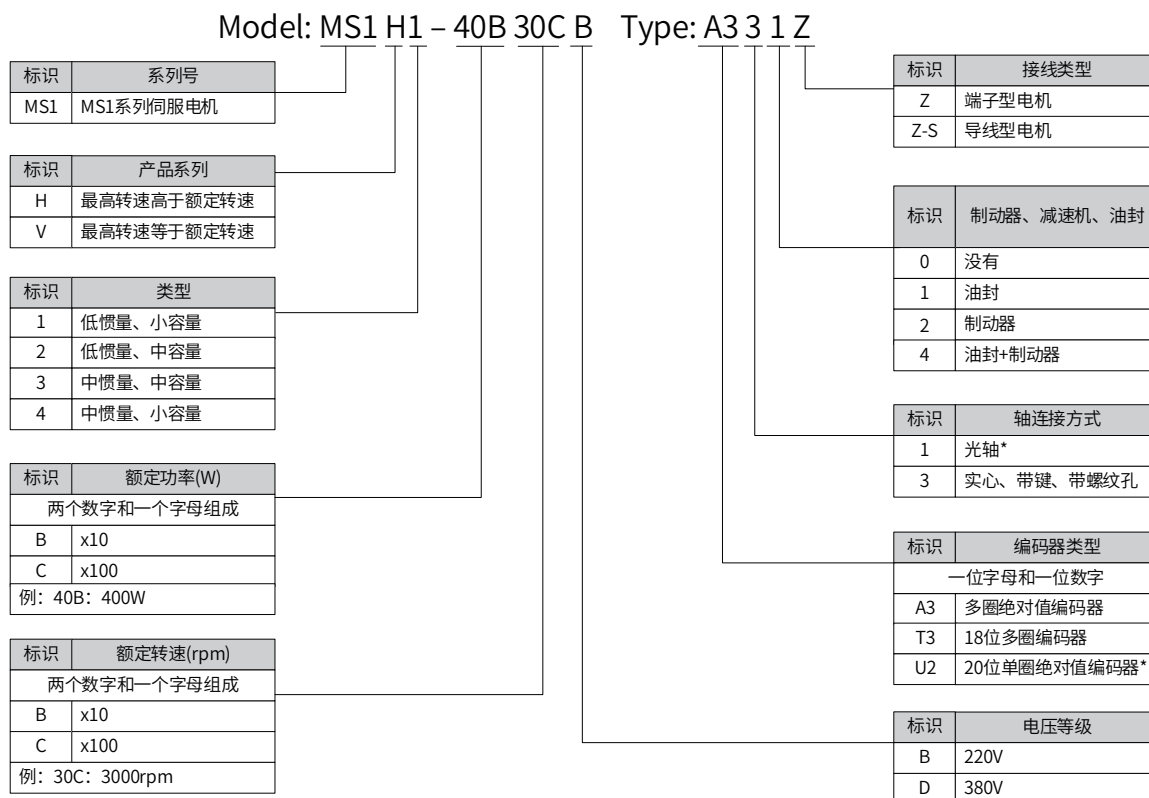 Model: MS1 H1 – 40B 30C B Type: A3 3 1 Z
标识 系列号
MS1 MS1系列伺服电机
标识 产品系列
H 最高转速高于额定转速
V 最高转速等于额定转速
标识 类型
1 低惯量、小容量
2 低惯量、中容量
3 中惯量、中容量
4 中惯量、小容量
标识 额定功率(W)
两个数字和一个字母组成
B x10
C x100
例：40B：400W
标识 额定转速(rpm)
两个数字和一个字母组成
B x10
C x100
例：30C：3000rpm
标识 接线类型
Z 端子型电机
Z-S 导线型电机
标识 制动器、减速机、油封
0 没有
1 油封
2 制动器
4 油封+制动器
标识 轴连接方式
1 光轴*
3 实心、带键、带螺纹孔
标识 编码器类型
一位字母和一位数字
A3 多圈绝对值编码器
T3 18位多圈编码器
U2 20位单圈绝对值编码器*
标识 电压等级
B 220V
D 380V